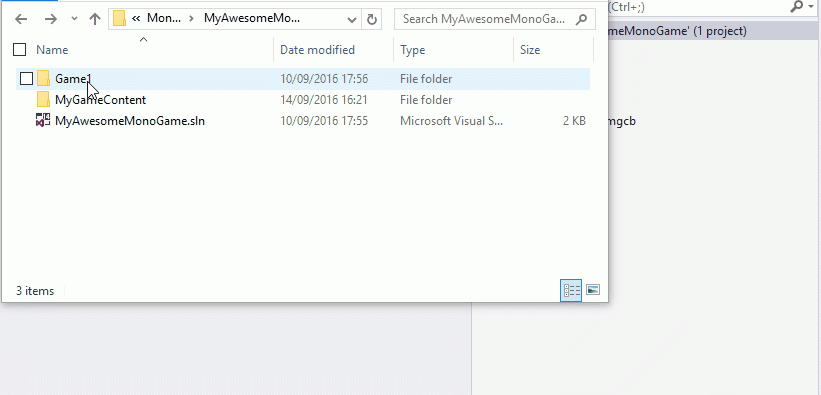 « Mon... › MyAwesomeMo...
Search MyAwesomeMonoGa...
(Ctrl+;)
meMonoGame' (1 project)
Name Date modified Type Size
Game1 10/09/2016 17:56 File folder
MyGameContent 14/09/2016 16:21 File folder
MyAwesomeMonoGame.sln 10/09/2016 17:55 Microsoft Visual S... 2 KB
mgcb
3 items